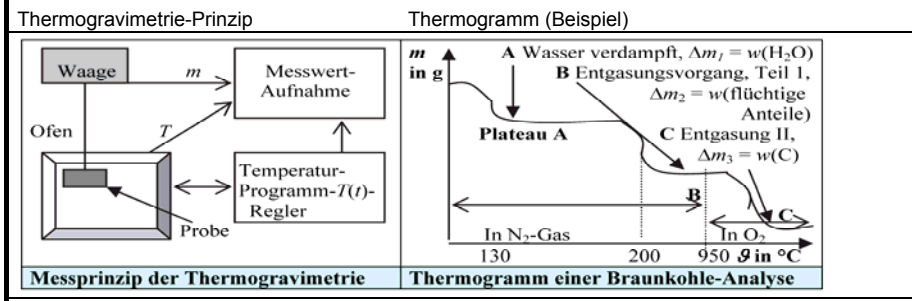 Thermogravimetrie-Prinzip
Thermogramm (Beispiel)
Waage
m
Messwert-
Aufnahme
Ofen
T
Temperatur-
Programm-T(t)-
Regler
Probe
Messprinzip der Thermogravimetrie
m
in g
A Wasser verdampft, Δm₁ = w(H₂O)
B Entgasungsvorgang, Teil 1,
Δm₂ = w(flüchtige
Anteile)
Plateau A
C Entgasung II,
Δm₃ = w(C)
B
C
In N₂-Gas
In O₂
130
200
950 ϑ in °C
Thermogramm einer Braunkohle-Analyse